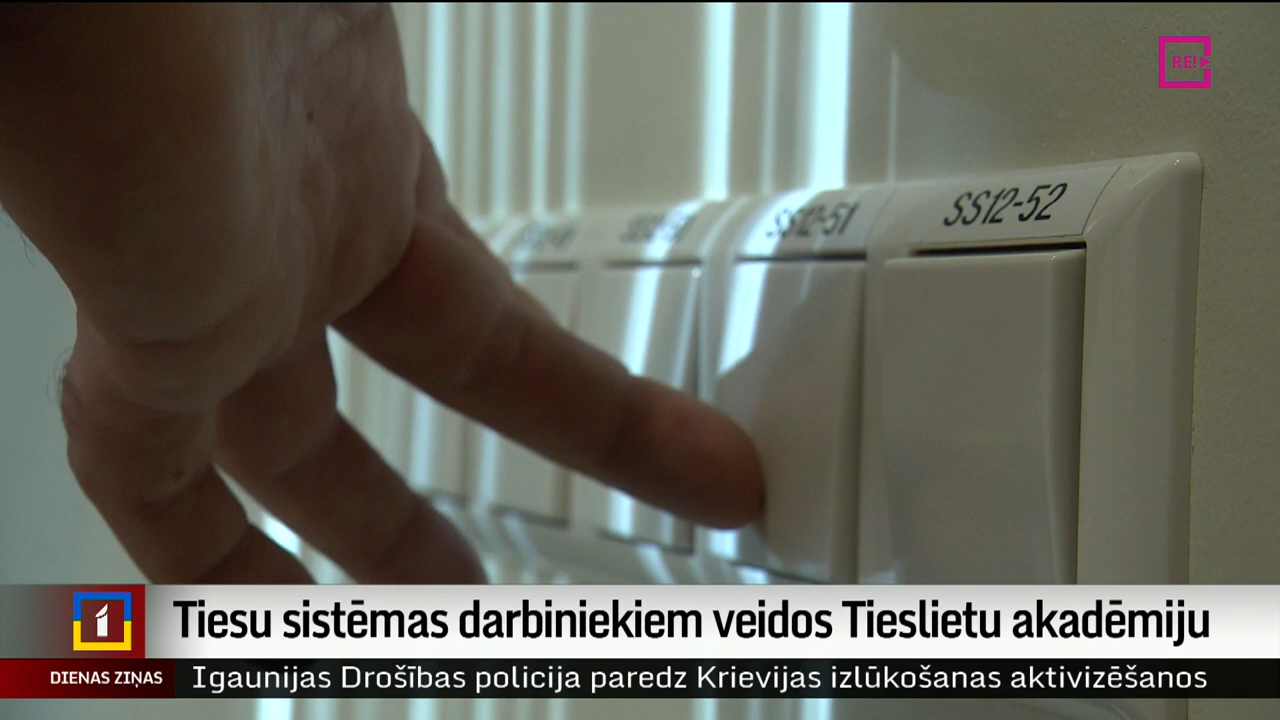 RE!
SS12-51
SS12-52
1
Tiesu sistēmas darbiniekiem veidos Tieslietu akadēmiju
DIENAS ZIŅAS
Igaunijas Drošības policija paredz Krievijas izlūkošanas aktivizēšanos